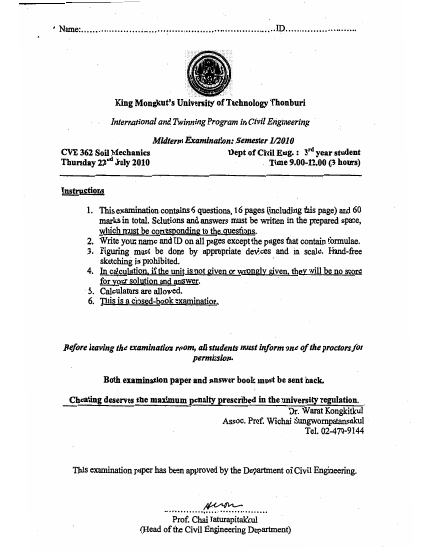 Name:....................................................ID........................
King Mongkut's University of Technology Thonburi
International and Twinning Program in Civil Engineering
Midterm Examination: Semester 1/2010
CVE 362 Soil Mechanics Dept of Civil Eng. : 3rd year student
Thursday 22nd July 2010 Time 9.00-12.00 (3 hours)
Instructions
1. This examination contains 6 questions, 16 pages (including this page) and 60
marks in total. Solutions and answers must be written in the prepared space,
which must be corresponding to the questions.
2. Write your name and ID on all pages except the pages that contain formulae.
3. Figuring must be done by appropriate devices and in scale. Hand-free
sketching is prohibited.
4. In calculation, if the unit is not given or wrongly given, they will be no score
for your solution and answer.
5. Calculators are allowed.
6. This is a closed-book examination.
Before leaving the examination room, all students must inform one of the proctors for
permission.
Both examination paper and answer book must be sent back.
Cheating deserves the maximum penalty prescribed in the university regulation.
Dr. Warat Kongkitkul
Assoc. Prof. Wichai Sungwornpatansakul
Tel. 02-479-9144
This examination paper has been approved by the Department of Civil Engineering.
Prof. Chai Jaturapitakkul
(Head of the Civil Engineering Department)